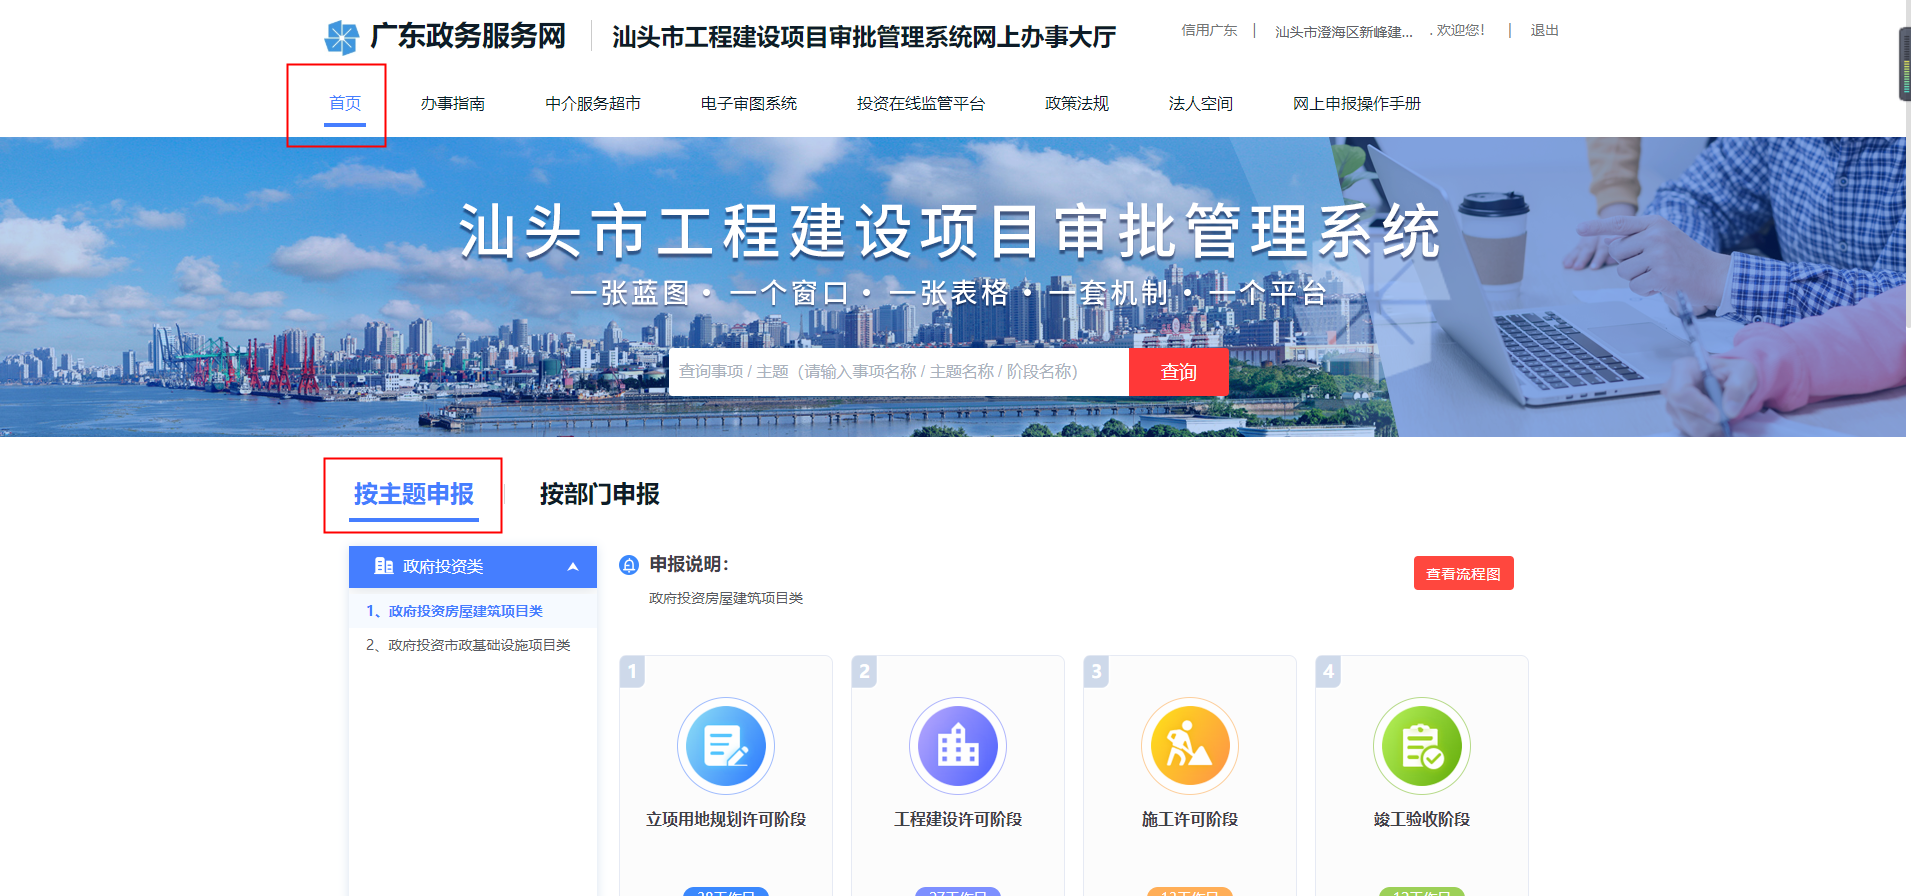 广东政务服务网 汕头市工程建设项目审批管理系统网上办事大厅 信用广东 | 汕头市澄海区新峰建... . 欢迎您! | 退出
首页 办事指南 中介服务超市 电子审图系统 投资在线监管平台 政策法规 法人空间 网上申报操作手册
汕头市工程建设项目审批管理系统
一张蓝图 • 一个窗口 • 一张表格 • 一套机制 • 一个平台
查询事项 / 主题（请输入事项名称 / 主题名称 / 阶段名称） 查询
按主题申报 按部门申报
政府投资类
1、政府投资房屋建筑项目类
2、政府投资市政基础设施项目类
申报说明:
查看流程图
政府投资房屋建筑项目类
1 2 3 4
立项用地规划许可阶段 工程建设许可阶段 施工许可阶段 竣工验收阶段